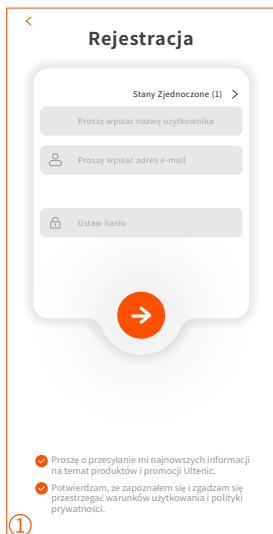 Rejestracja
Stany Zjednoczone (1)
Proszę wpisać nazwę użytkownika
Proszę wpisać adres e-mail
Ustaw hasło
Proszę o przesyłanie mi najnowszych informacji
na temat produktów i promocji Ultenic.
Potwierdzam, że zapoznałem się i zgadzam się
przestrzegać warunków użytkowania i polityki
prywatności.
1